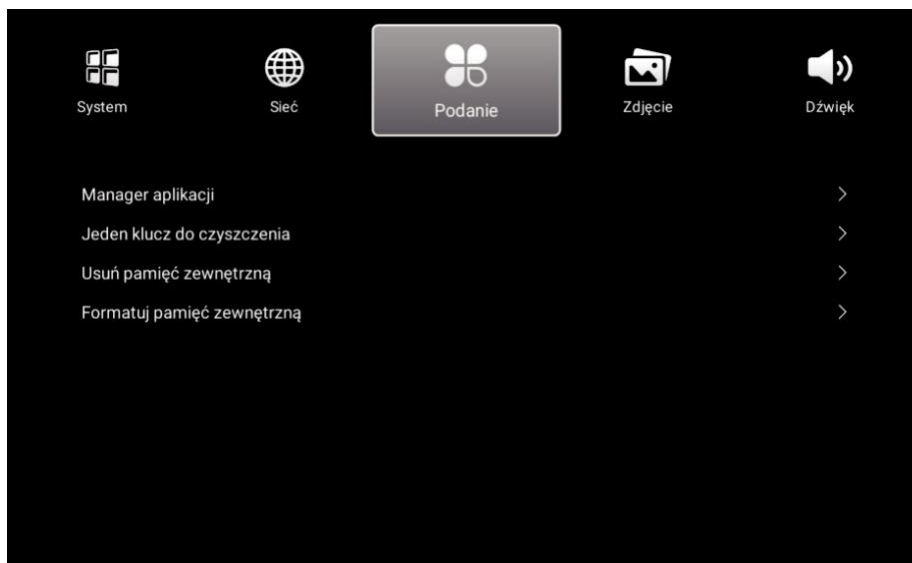 System
Sieć
Podanie
Zdjęcie
Dźwięk
Manager aplikacji
Jeden klucz do czyszczenia
Usuń pamięć zewnętrzną
Formatuj pamięć zewnętrzną